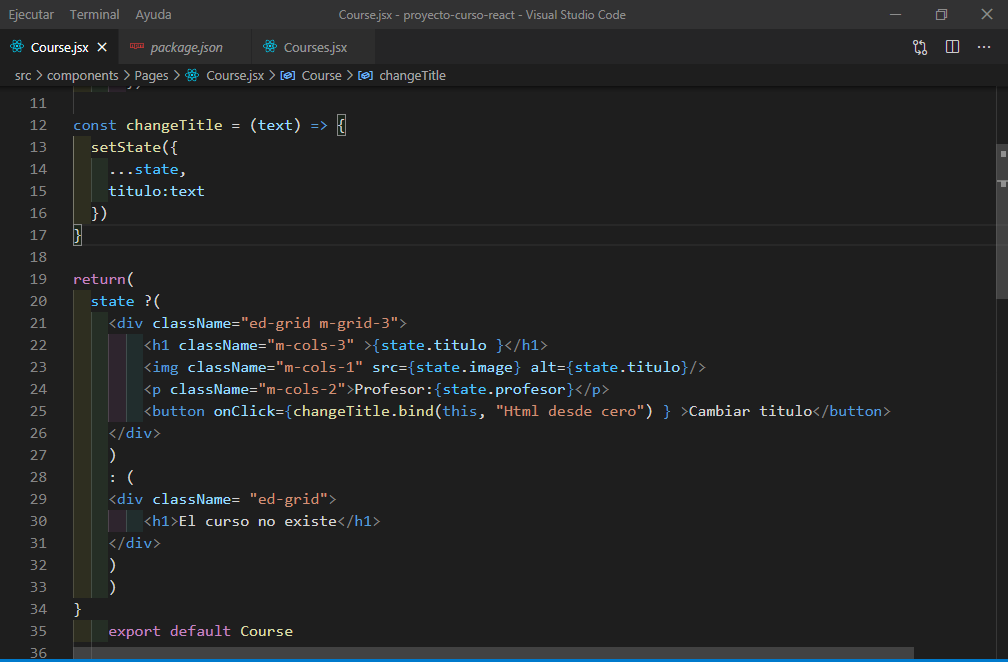 Ejecutar Terminal Ayuda Course.jsx - proyecto-curso-react - Visual Studio Code
Course.jsx package.json Courses.jsx
src > components > Pages > Course.jsx > Course > changeTitle
11
12 const changeTitle = (text) => {
13 setState({
14 ...state,
15 titulo:text
16 })
17 }
18
19 return(
20 state ?(
21 <div className="ed-grid m-grid-3">
22 <h1 className="m-cols-3" >{state.titulo }</h1>
23 <img className="m-cols-1" src={state.image} alt={state.titulo}/>
24 <p className="m-cols-2">Profesor:{state.profesor}</p>
25 <button onClick={changeTitle.bind(this, "Html desde cero") } >Cambiar titulo</button>
26 </div>
27 )
28 : (
29 <div className= "ed-grid">
30 <h1>El curso no existe</h1>
31 </div>
32 )
33 )
34 }
35 export default Course
36